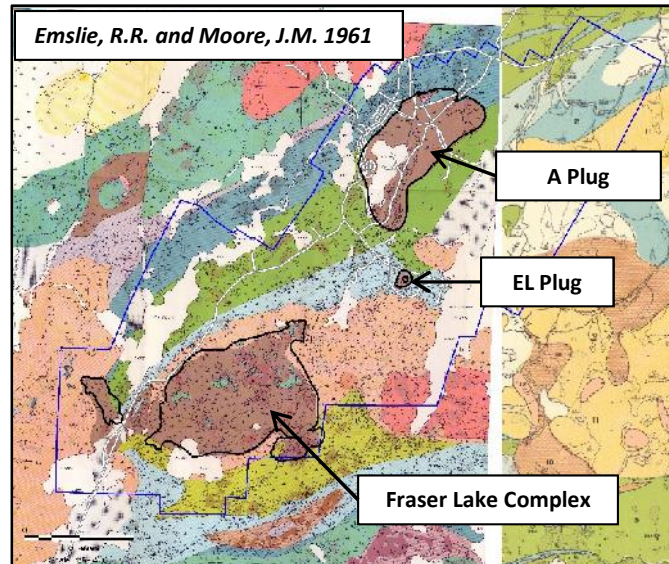 Emslie, R.R. and Moore, J.M. 1961
A Plug
EL Plug
Fraser Lake Complex